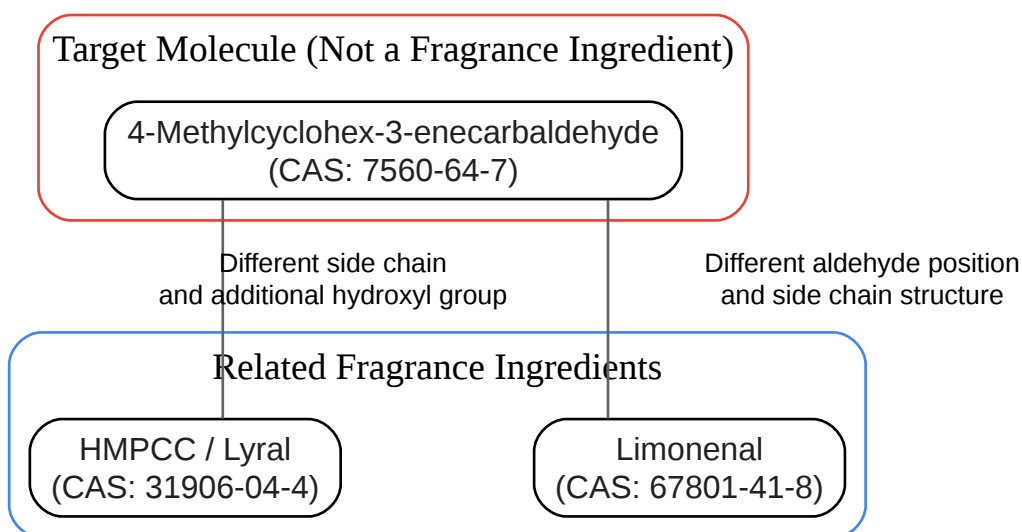 Target Molecule (Not a Fragrance Ingredient)
4-Methylcyclohex-3-enecarbaldehyde
(CAS: 7560-64-7)
Different side chain
and additional hydroxyl group
Different aldehyde position
and side chain structure
Related Fragrance Ingredients
HMPCC / Lyral
(CAS: 31906-04-4)
Limonenal
(CAS: 67801-41-8)